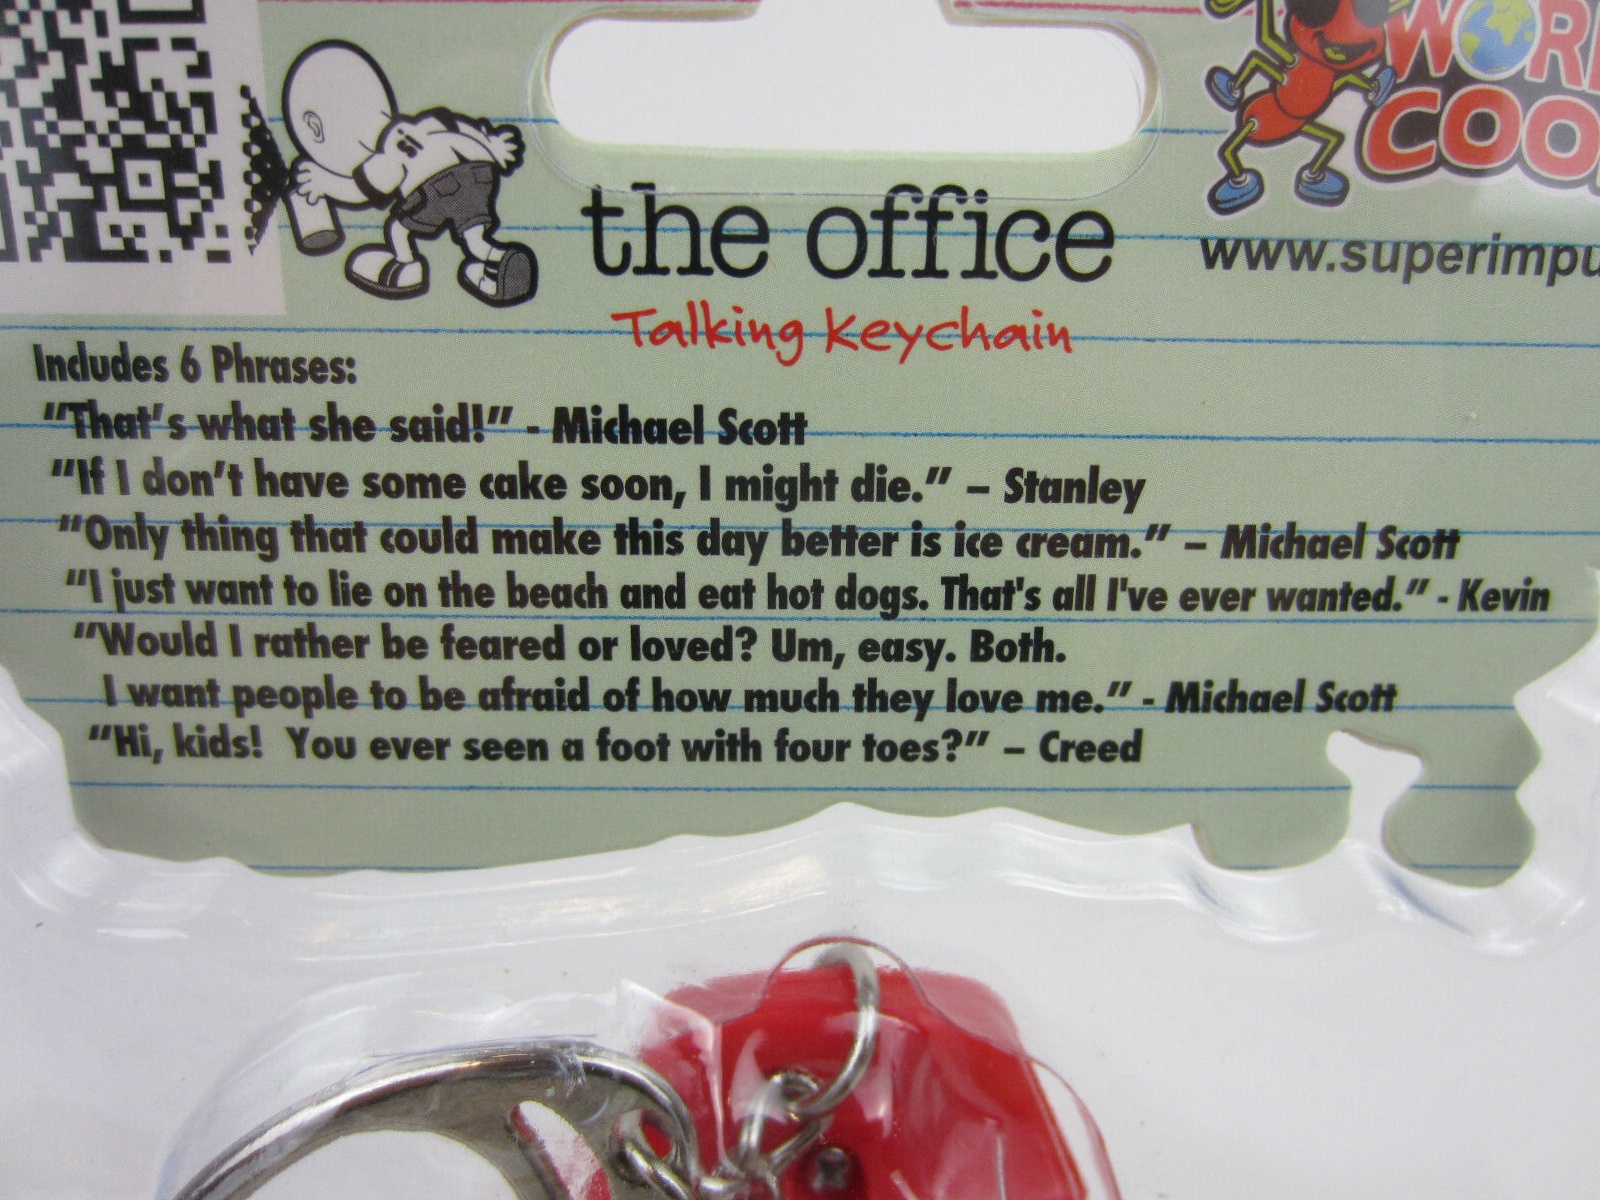 WOR
COO
the office
www.superimpu
Talking Keychain
Includes 6 Phrases:
"That's what she said!" - Michael Scott
"If I don't have some cake soon, I might die." – Stanley
"Only thing that could make this day better is ice cream." – Michael Scott
"I just want to lie on the beach and eat hot dogs. That's all I've ever wanted." - Kevin
"Would I rather be feared or loved? Um, easy. Both.
I want people to be afraid of how much they love me." - Michael Scott
"Hi, kids!  You ever seen a foot with four toes?" – Creed